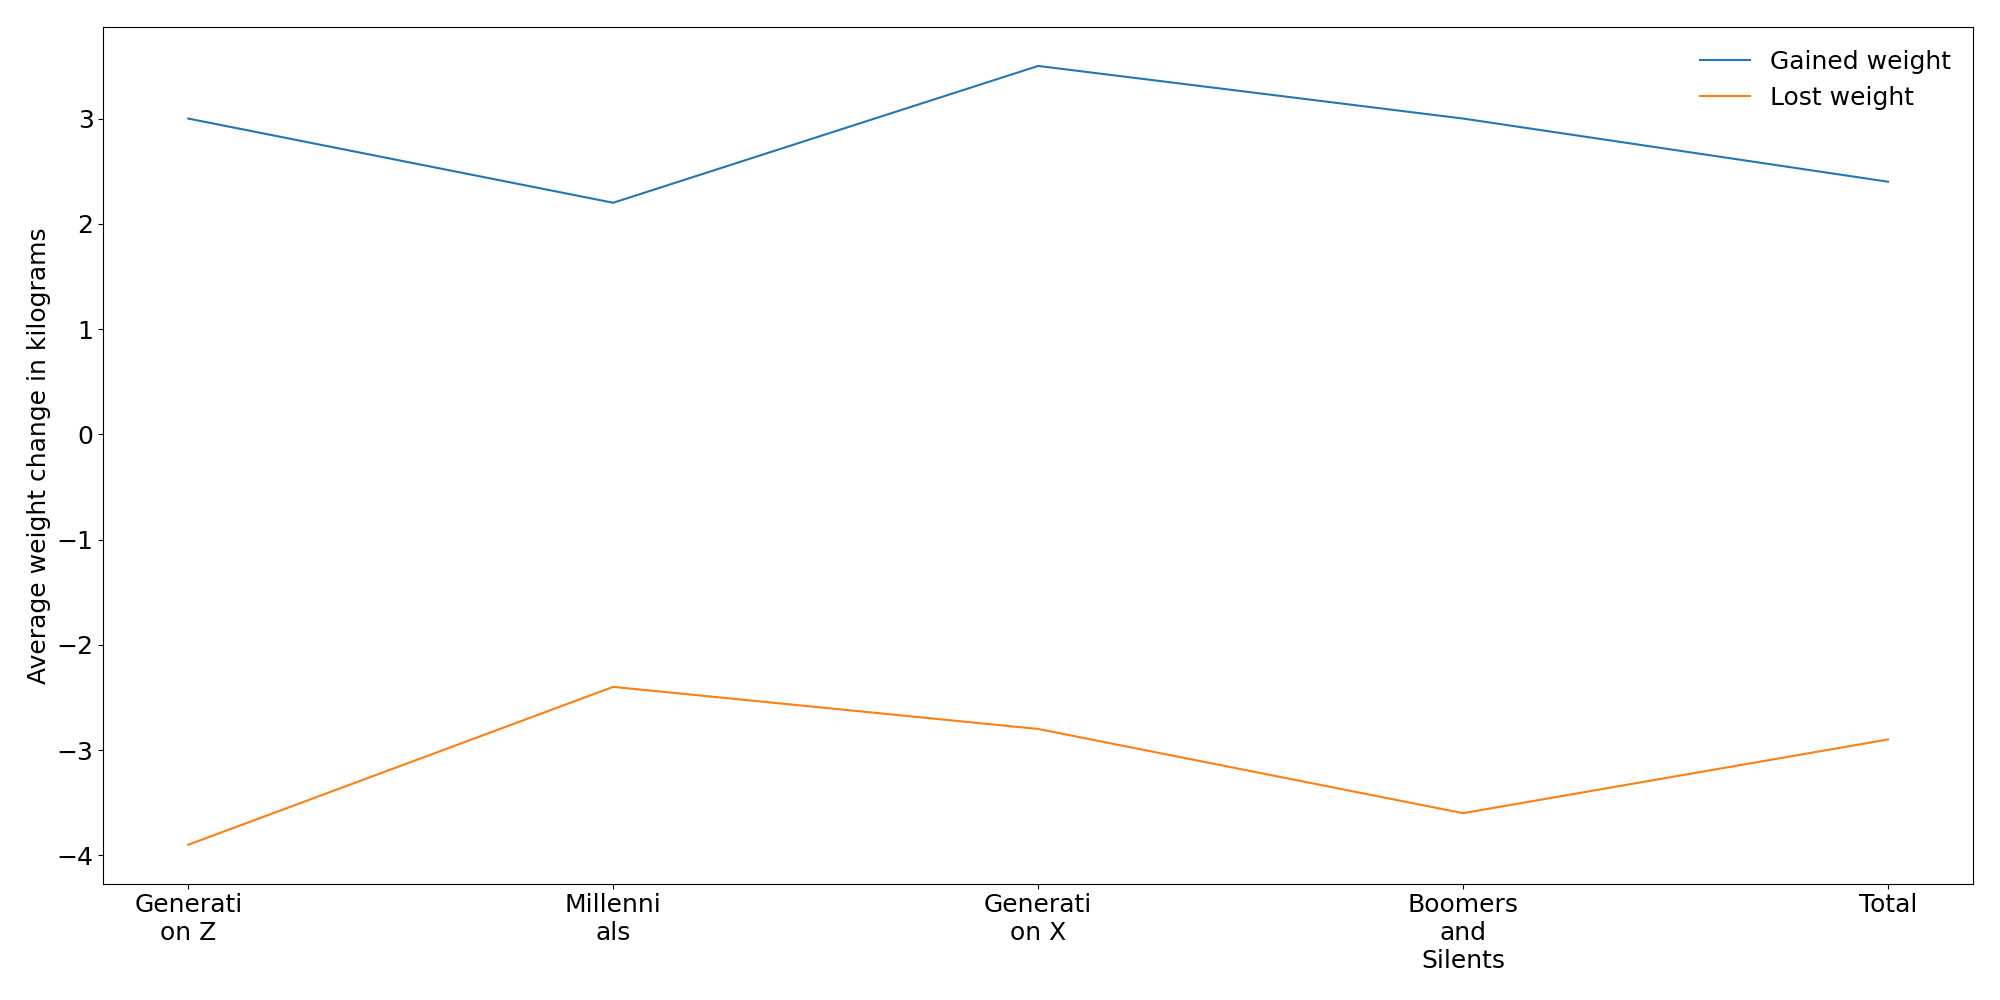 Gained weight
Lost weight
Average weight change in kilograms
3
2
1
0
−1
−2
−3
−4
Generati
on Z
Millenni
als
Generati
on X
Boomers
and
Silents
Total